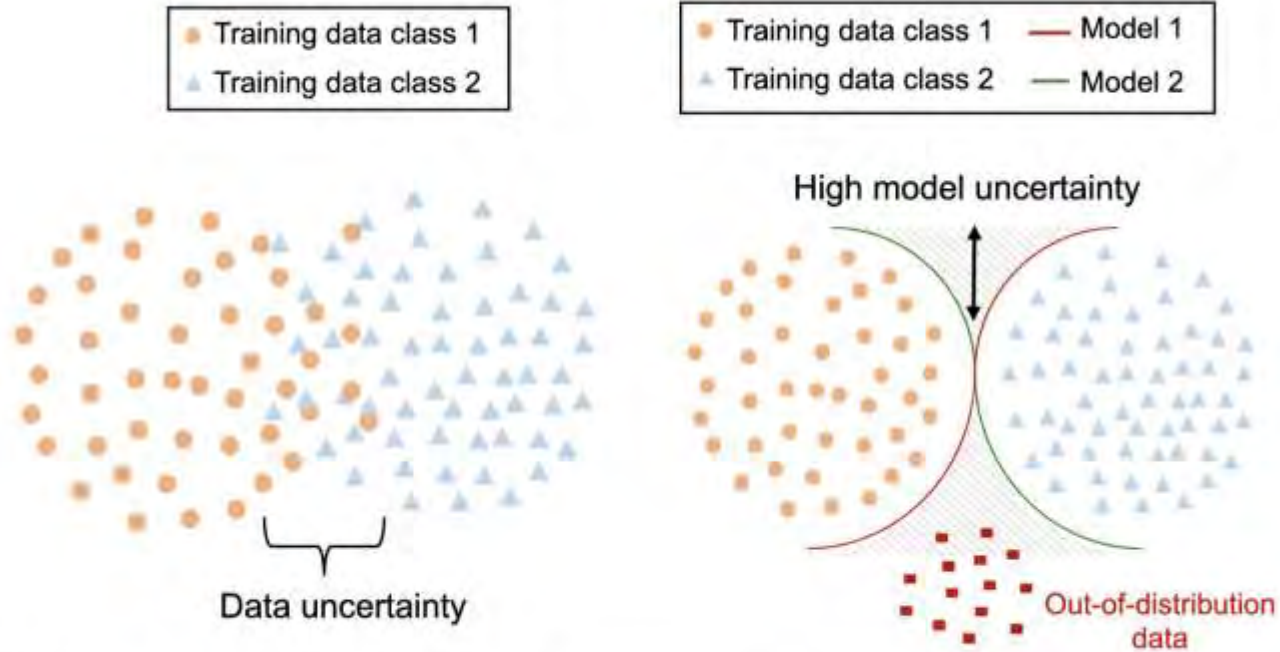 Training data class 1
Training data class 2
Data uncertainty
Training data class 1
Model 1
Training data class 2
Model 2
High model uncertainty
Out-of-distribution
data